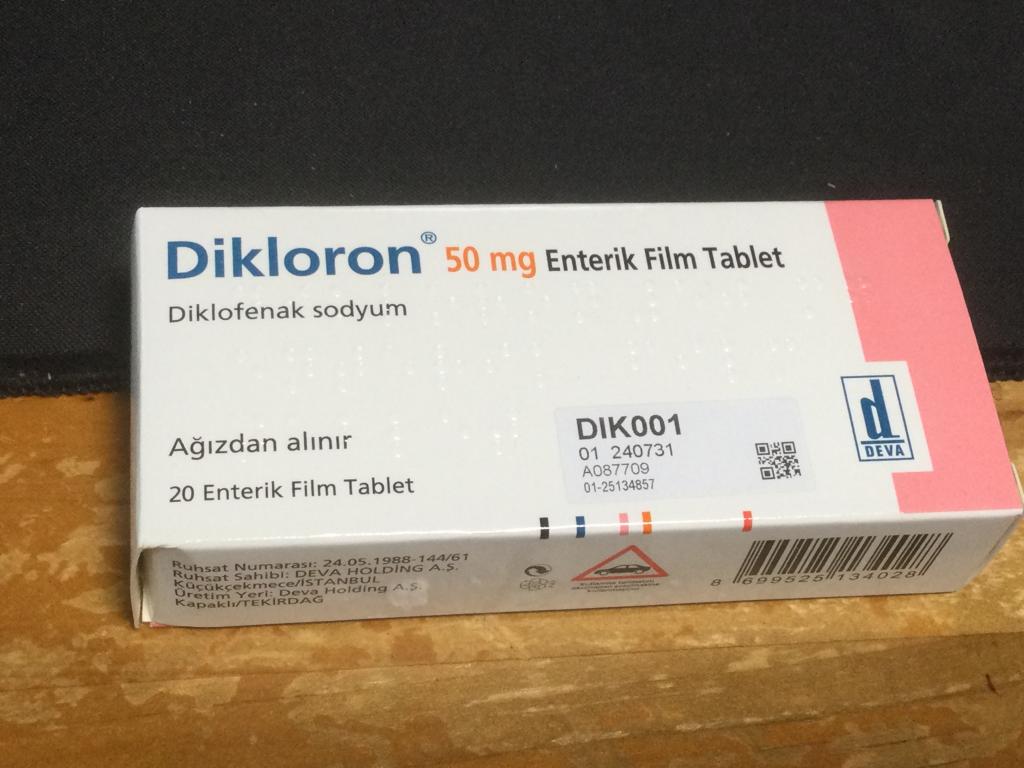 Dikloron® 50 mg Enterik Film Tablet
Diklofenak sodyum
Ağızdan alınır
20 Enterik Film Tablet
DIK001
01 240731
A087709
01-25134857
d
DEVA
Ruhsat Numarası: 24.05.1988-144/61
Ruhsat Sahibi: DEVA HOLDİNG A.Ş.
Küçükçekmece/İSTANBUL
Üretim Yeri: Deva Holding A.Ş.
Kapaklı/TEKİRDAĞ
8 699525 134028